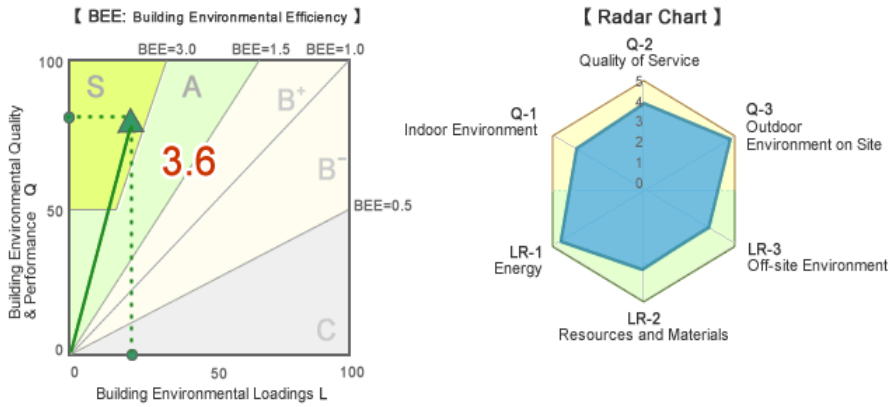 【 BEE: Building Environmental Efficiency 】
BEE=3.0
BEE=1.5
BEE=1.0
100
S
A
B+
3.6
B-
50
BEE=0.5
C
0
Building Environmental Quality
& Performance Q
0
50
100
Building Environmental Loadings L
【 Radar Chart 】
Q-2
Quality of Service
5
4
3
2
1
0
Q-1
Indoor Environment
Q-3
Outdoor
Environment on Site
LR-1
Energy
LR-3
Off-site Environment
LR-2
Resources and Materials